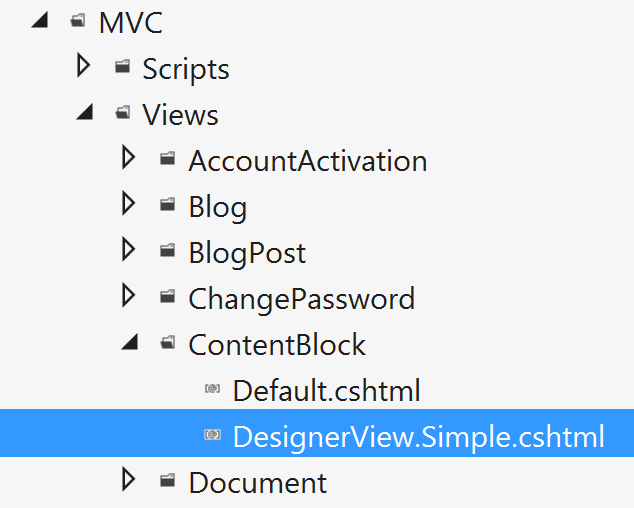 MVC
Scripts
Views
AccountActivation
Blog
BlogPost
ChangePassword
ContentBlock
Default.cshtml
DesignerView.Simple.cshtml
Document